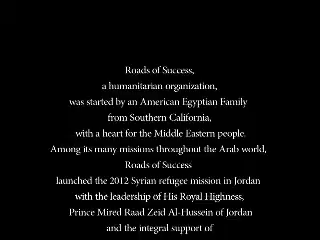 Roads of Success,
a humanitarian organization,
was started by an American Egyptian Family
from Southern California,
with a heart for the Middle Eastern people.
Among its many missions throughout the Arab world,
Roads of Success
launched the 2012 Syrian refugee mission in Jordan
with the leadership of His Royal Highness,
Prince Mired Raad Zeid Al-Hussein of Jordan
and the integral support of